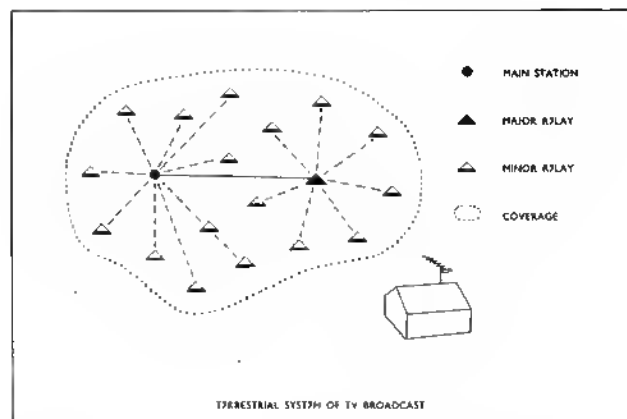 MAIN STATION
MAJOR RELAY
MINOR RELAY
COVERAGE
TERRESTRIAL SYSTEM OF TV BROADCAST